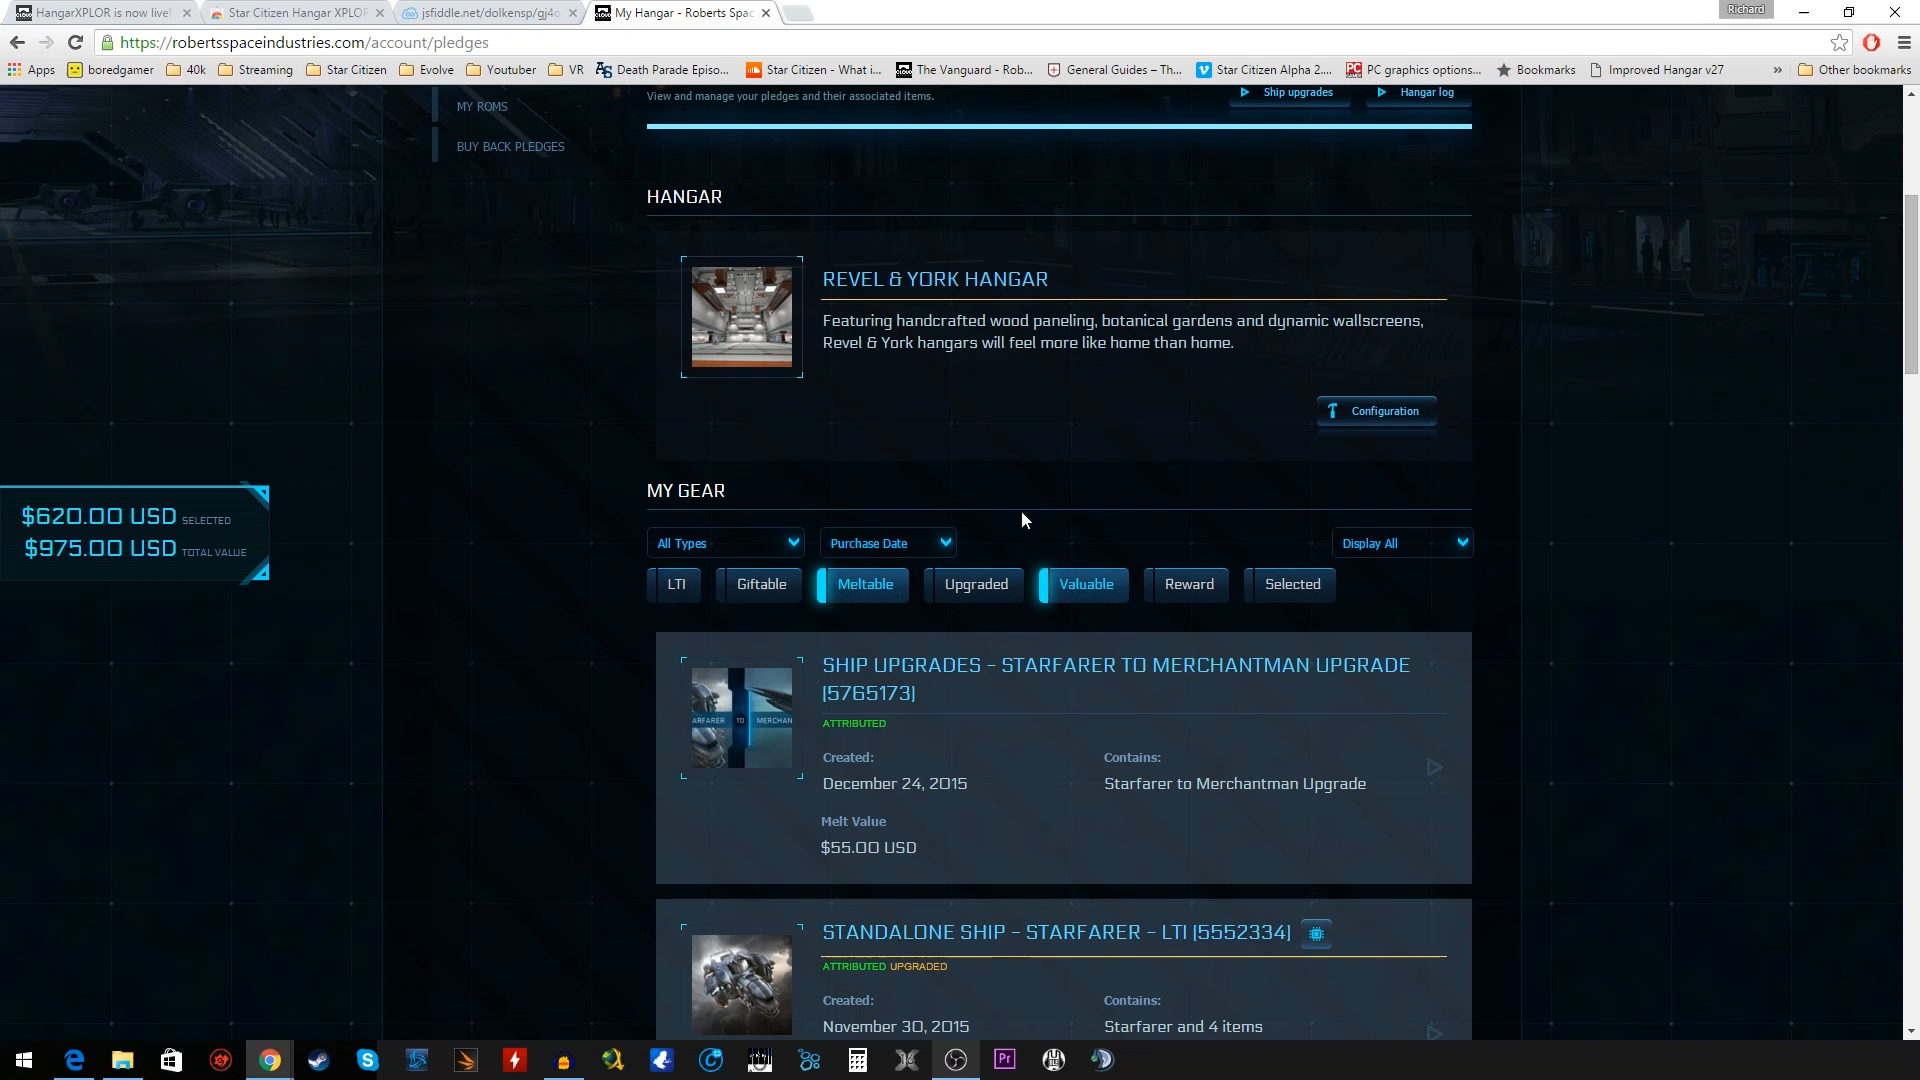 HangarXPLOR is now live!
Star Citizen Hangar XPLOR
jsfiddle.net/dolkensp/gj4c
My Hangar - Roberts Spac
Richard
https://robertsspaceindustries.com/account/pledges
Apps
boredgamer
40k
Streaming
Star Citizen
Evolve
Youtuber
VR
Death Parade Episo...
Star Citizen - What i...
The Vanguard - Rob...
General Guides – Th...
Star Citizen Alpha 2....
PC graphics options...
Bookmarks
Improved Hangar v27
»
Other bookmarks
MY ROMS
BUY BACK PLEDGES
View and manage your pledges and their associated items.
Ship upgrades
Hangar log
HANGAR
REVEL & YORK HANGAR
Featuring handcrafted wood paneling, botanical gardens and dynamic wallscreens,
Revel & York hangars will feel more like home than home.
Configuration
$620.00 USD SELECTED
$975.00 USD TOTAL VALUE
MY GEAR
All Types
Purchase Date
Display All
LTI
Giftable
Meltable
Upgraded
Valuable
Reward
Selected
ARFARER TO MERCHAN
SHIP UPGRADES - STARFARER TO MERCHANTMAN UPGRADE
(5765173)
ATTRIBUTED
Created:
December 24, 2015
Contains:
Starfarer to Merchantman Upgrade
Melt Value
$55.00 USD
STANDALONE SHIP - STARFARER - LTI (5552334)
ATTRIBUTED UPGRADED
Created:
November 30, 2015
Contains:
Starfarer and 4 items
Pr